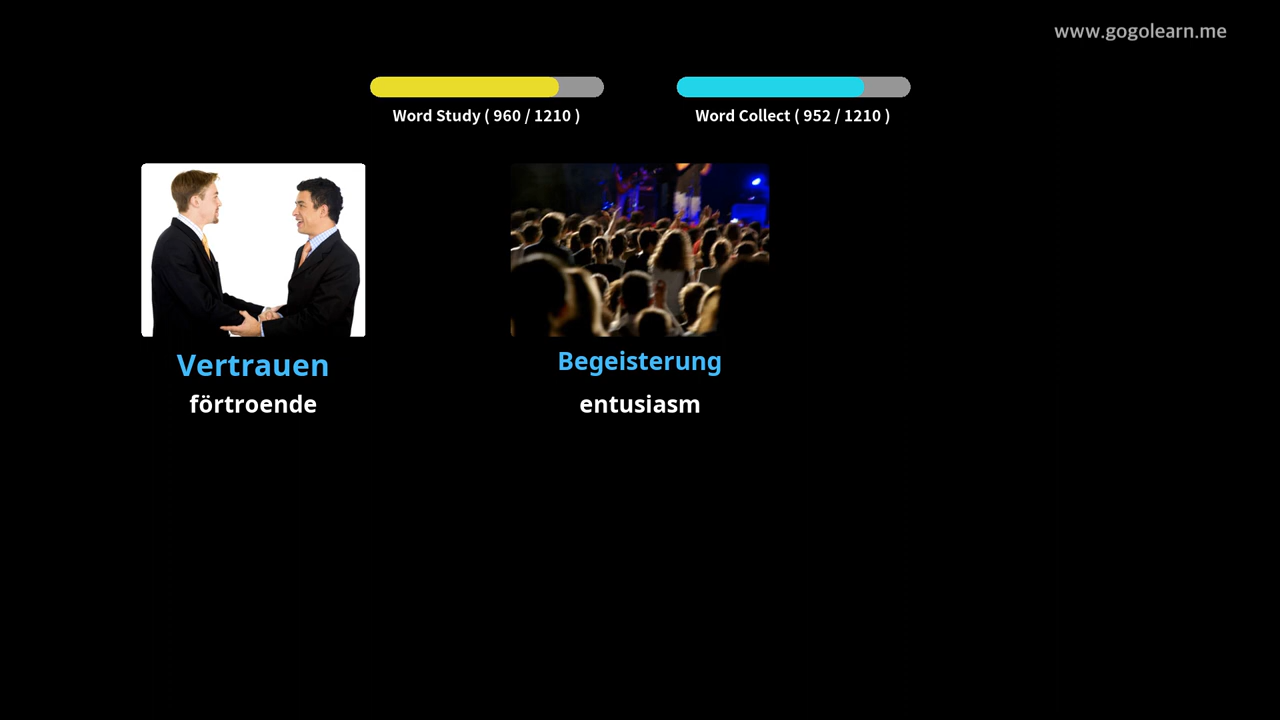 www.gogolearn.me
Word Study ( 960 / 1210 )
Word Collect ( 952 / 1210 )
Vertrauen
förtroende
Begeisterung
entusiasm